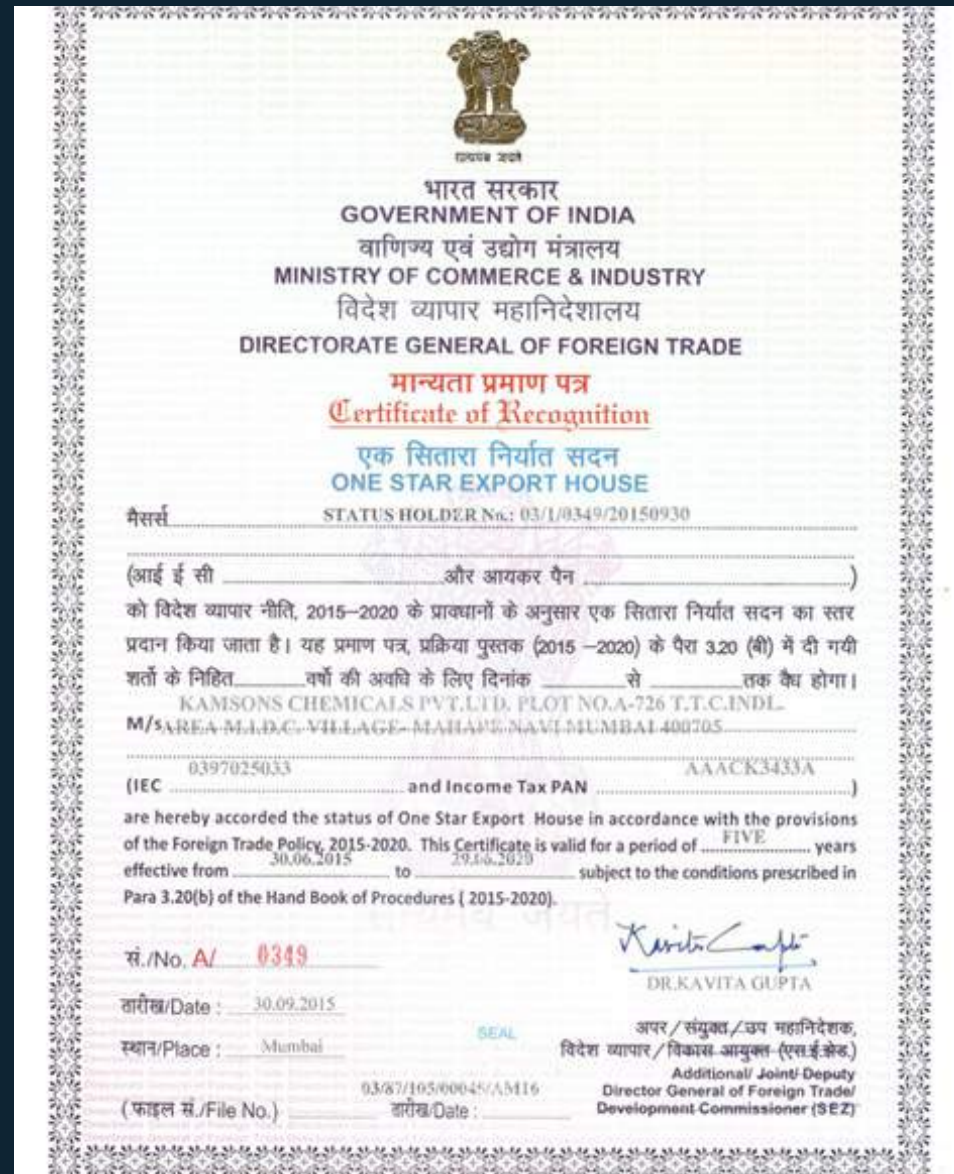 भारत सरकार
GOVERNMENT OF INDIA
वाणिज्य एवं उद्योग मंत्रालय
MINISTRY OF COMMERCE & INDUSTRY
विदेश व्यापार महानिदेशालय
DIRECTORATE GENERAL OF FOREIGN TRADE
मान्यता प्रमाण पत्र
Certificate of Recognition
एक सितारा निर्यात सदन
ONE STAR EXPORT HOUSE
मैसर्स STATUS HOLDER No.: 03/1/0349/20150930
(आई ई सी और आयकर पैन )
को विदेश व्यापार नीति, 2015–2020 के प्रावधानों के अनुसार एक सितारा निर्यात सदन का स्तर
प्रदान किया जाता है। यह प्रमाण पत्र, प्रक्रिया पुस्तक (2015 –2020) के पैरा 3.20 (बी) में दी गयी
शर्तो के निहित वर्षो की अवधि के लिए दिनांक से तक वैध होगा।
KAMSONS CHEMICALS PVT.LTD. PLOT NO.A-726 T.T.C.INDL.
M/s AREA M.I.D.C. VILLAGE- MAHAPE NAVI MUMBAI 400705
0397025033 AAACK3433A
(IEC and Income Tax PAN )
are hereby accorded the status of One Star Export House in accordance with the provisions
of the Foreign Trade Policy, 2015-2020. This Certificate is valid for a period of FIVE years
effective from 30.06.2015 to 29.06.2020 subject to the conditions prescribed in
Para 3.20(b) of the Hand Book of Procedures ( 2015-2020).
सं./No. A/ 0349
DR.KAVITA GUPTA
तारीख/Date : 30.09.2015
SEAL
अपर/संयुक्त/उप महानिदेशक,
स्थान/Place : Mumbai
विदेश व्यापार/विकास आयुक्त (एस.ई.झेड.)
Additional/ Joint/ Deputy
Director General of Foreign Trade/
Development Commissioner (SEZ)
03/87/105/00045/AM16
(फाइल सं./File No.) तारीख/Date :